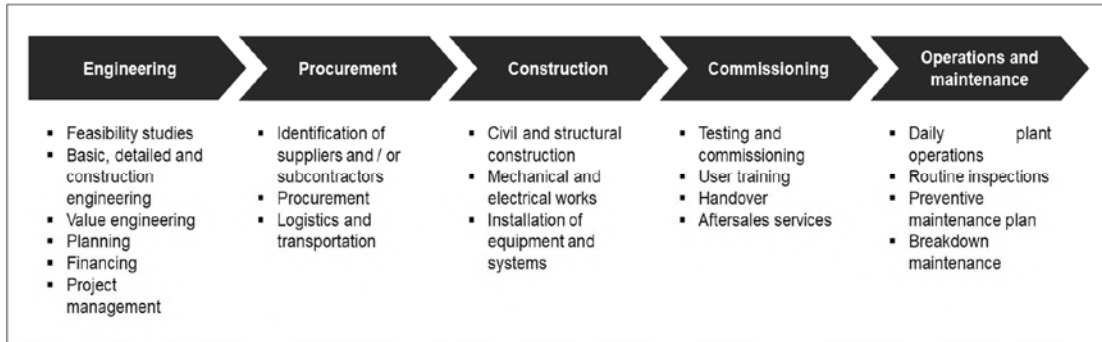 Engineering
▪ Feasibility studies
▪ Basic, detailed and
construction
engineering
▪ Value engineering
▪ Planning
▪ Financing
▪ Project
management
Procurement
▪ Identification of
suppliers and / or
subcontractors
▪ Procurement
▪ Logistics and
transportation
Construction
▪ Civil and structural
construction
▪ Mechanical and
electrical works
▪ Installation of
equipment and
systems
Commissioning
▪ Testing and
commissioning
▪ User training
▪ Handover
▪ Aftersales services
Operations and
maintenance
▪ Daily plant
operations
▪ Routine inspections
▪ Preventive
maintenance plan
▪ Breakdown
maintenance